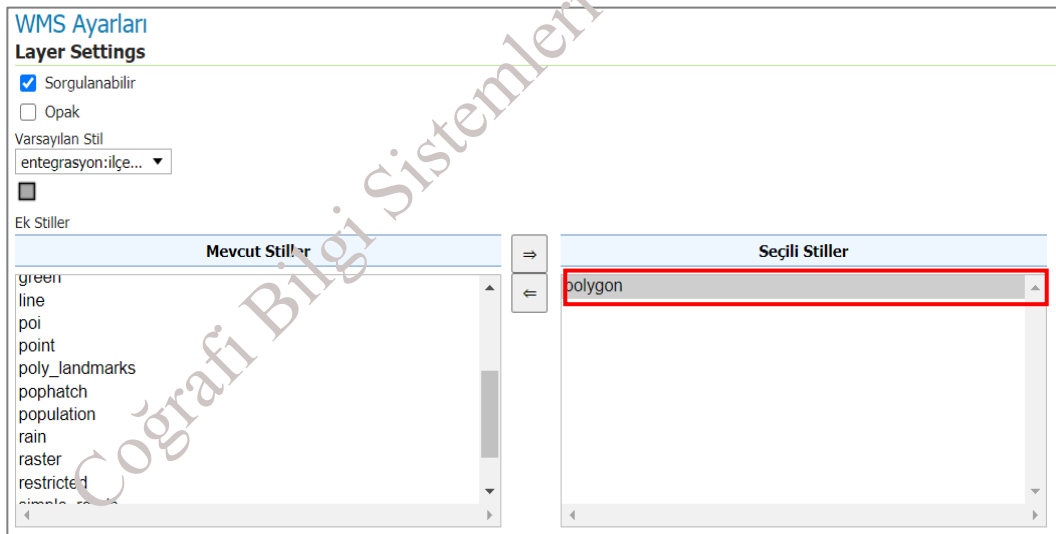 WMS Ayarları
Layer Settings
Sorgulanabilir
Opak
Varsayılan Stil
entegrasyon:ilçe...
Ek Stiller
Mevcut Stiller
⇒
Seçili Stiller
green
⇐
polygon
line
poi
point
poly_landmarks
pophatch
population
rain
raster
restricted
Coğrafi Bilgi Sistemleri